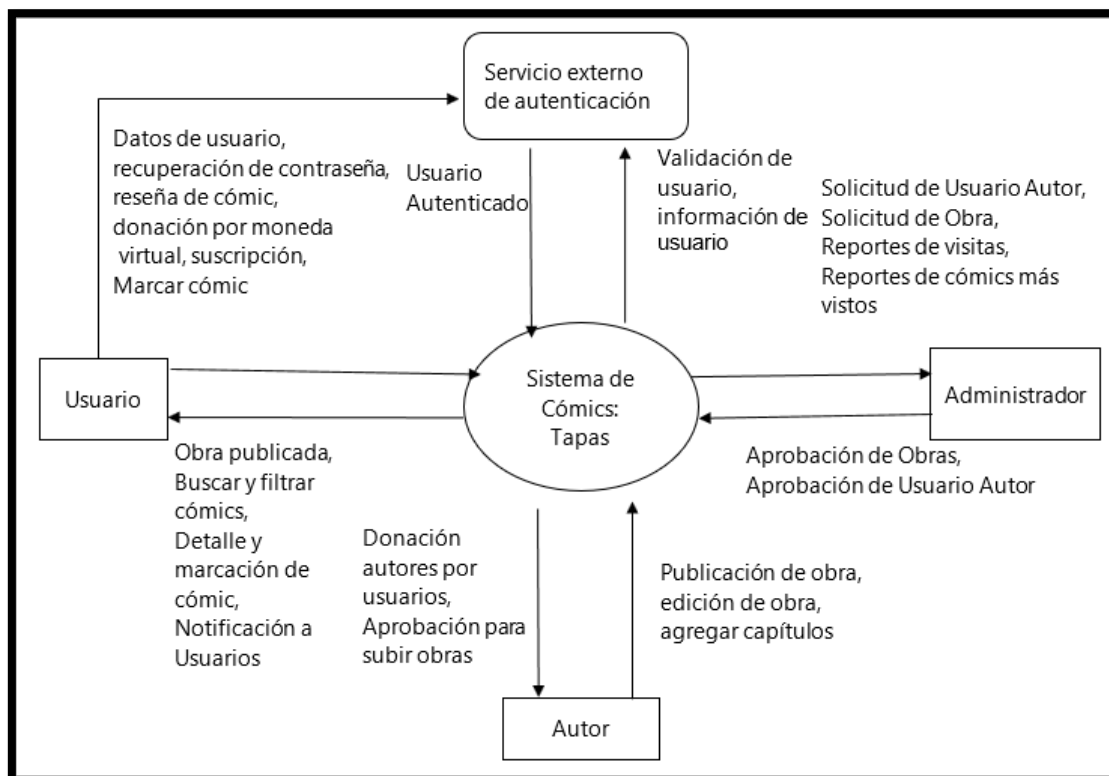 Servicio externo
de autenticación
Datos de usuario,
recuperación de contraseña,
reseña de cómic,
donación por moneda
virtual, suscripción,
Marcar cómic
Usuario
Autenticado
Validación de
usuario,
información de
usuario
Solicitud de Usuario Autor,
Solicitud de Obra,
Reportes de visitas,
Reportes de cómics más
vistos
Usuario
Sistema de
Cómics:
Tapas
Administrador
Obra publicada,
Buscar y filtrar
cómics,
Detalle y
marcación de
cómic,
Notificación a
Usuarios
Donación
autores por
usuarios,
Aprobación para
subir obras
Publicación de obra,
edición de obra,
agregar capítulos
Aprobación de Obras,
Aprobación de Usuario Autor
Autor